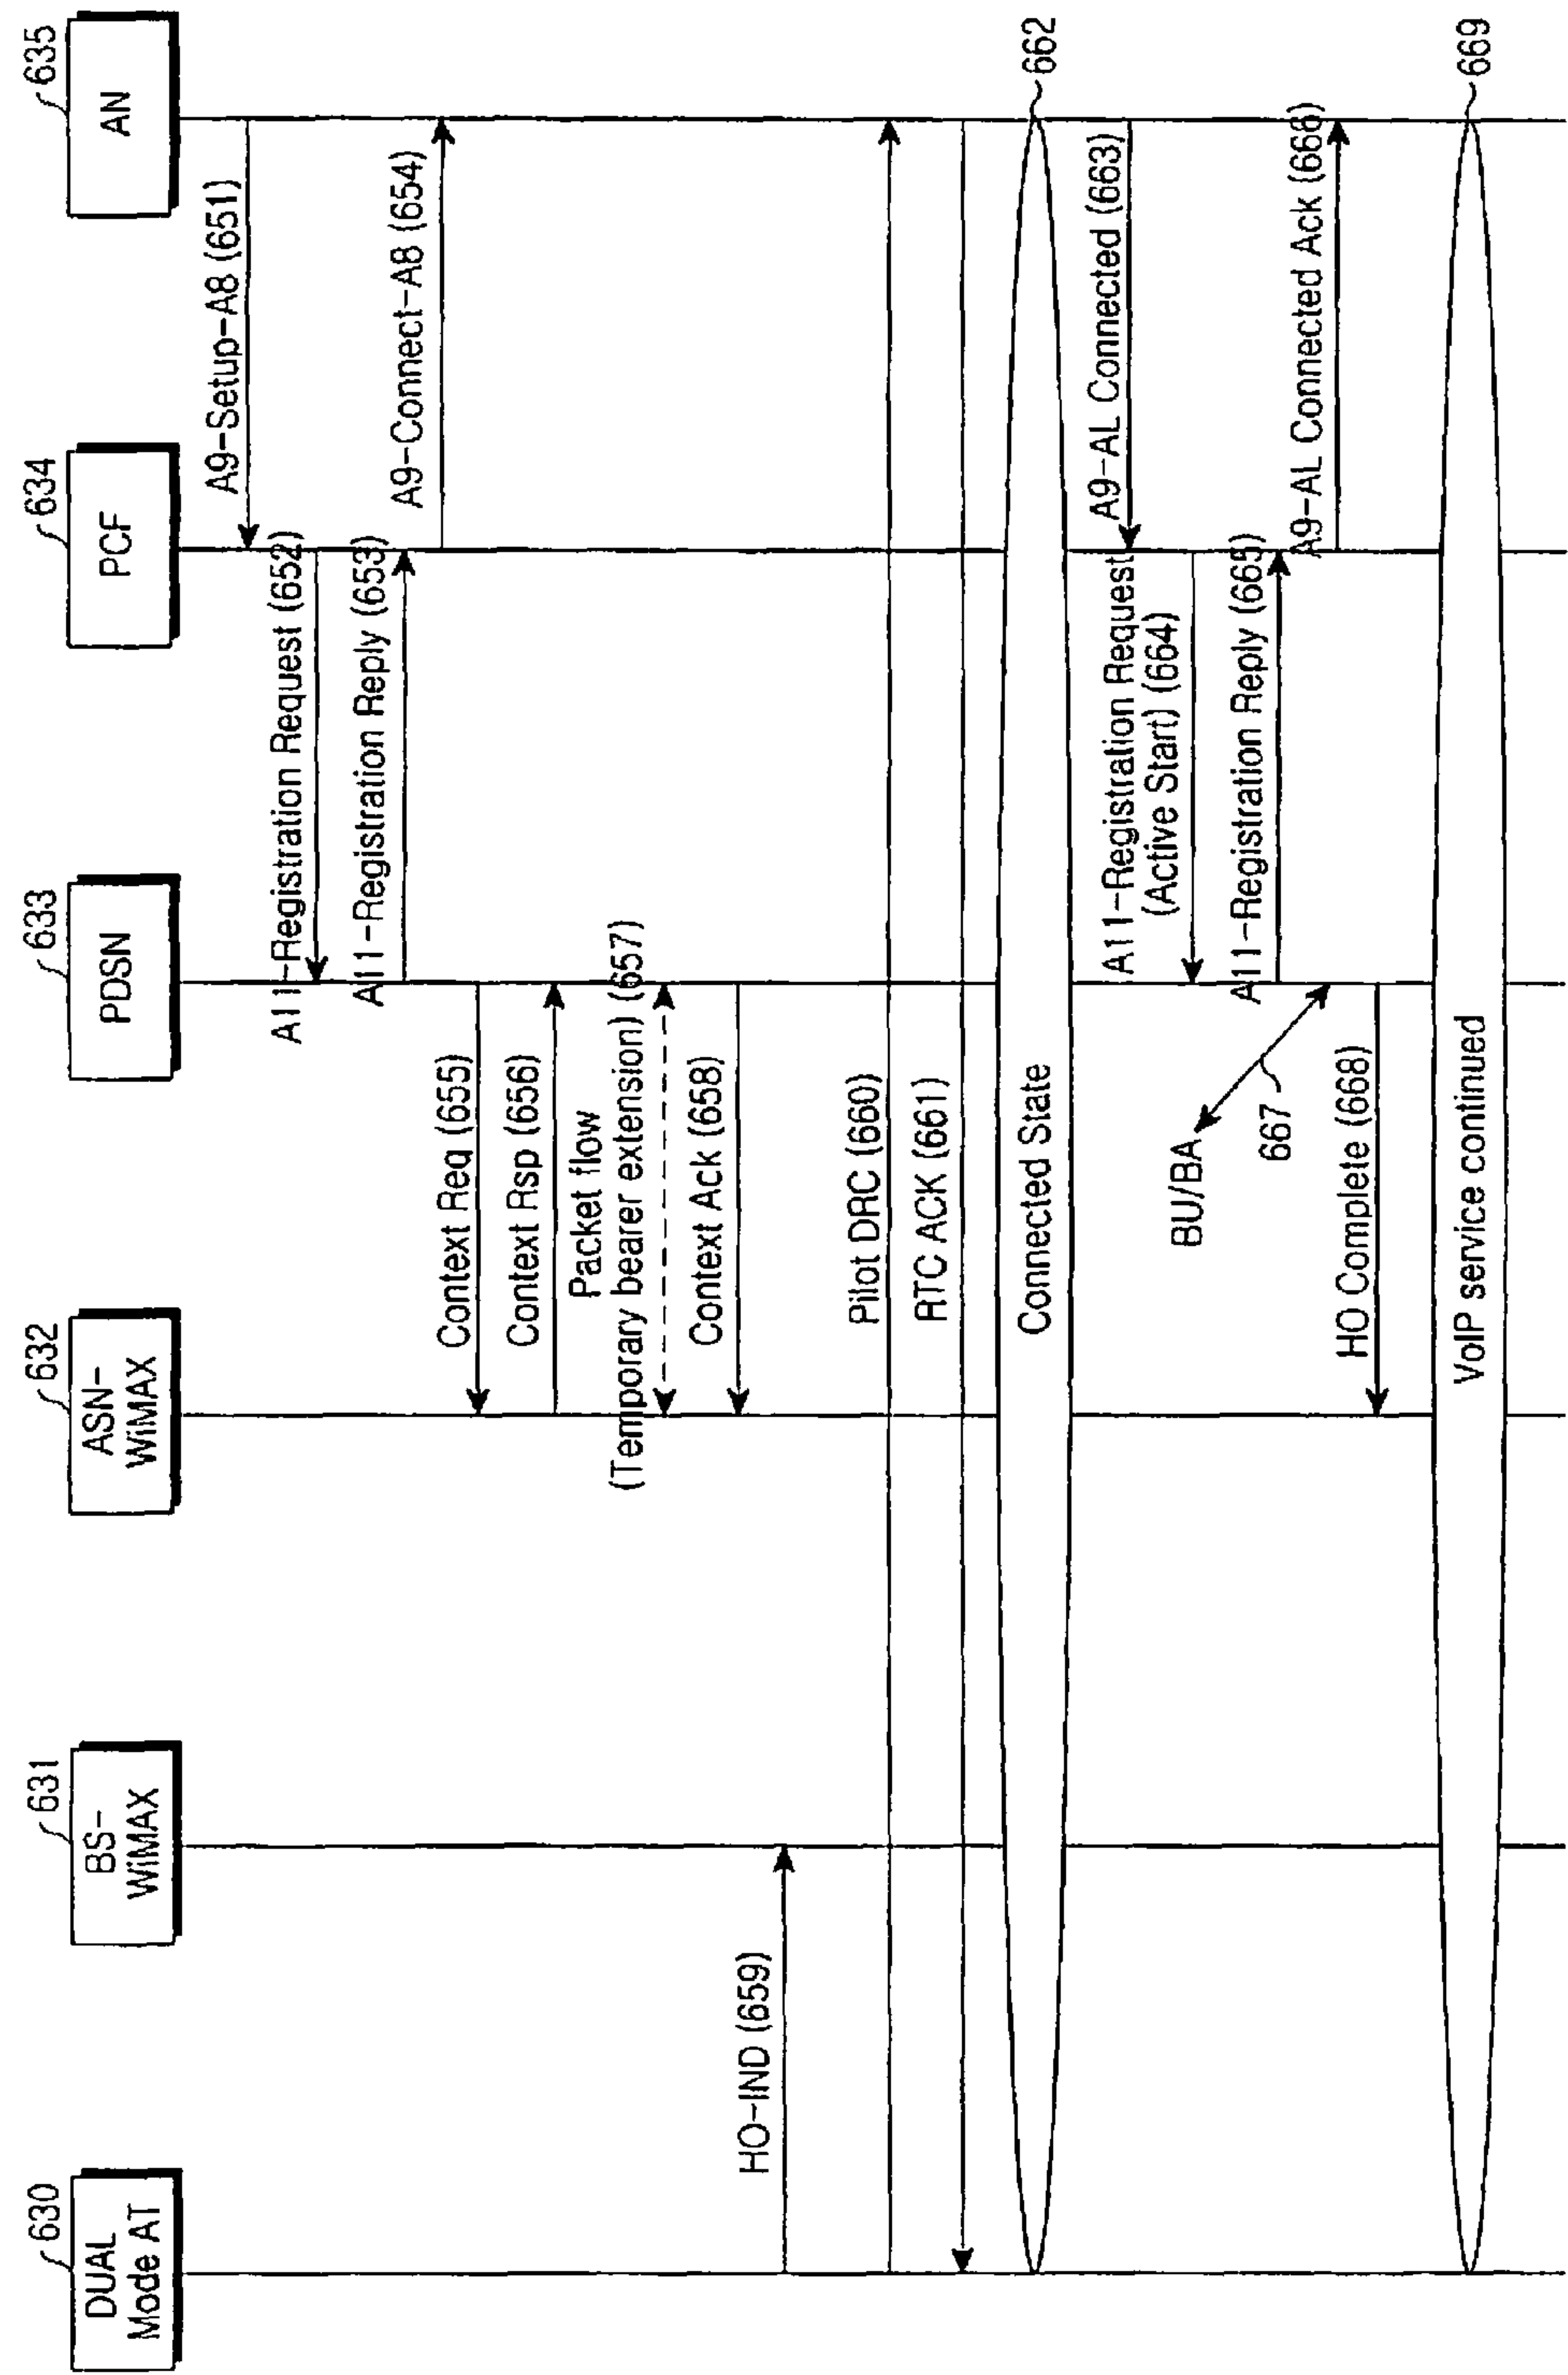 630
DUAL
Mode AT
631
BS-
WiMAX
632
ASN-
WiMAX
633
PDSN
634
PCF
635
AN
A9-Setup-A8 (651)
A11-Registration Request (652)
A11-Registration Reply (653)
A9-Connect-A8 (654)
Context Req (655)
Context Rsp (656)
Packet flow
(Temporary bearer extension) (657)
Context Ack (658)
HO-IND (659)
Pilot DRC (660)
RTC ACK (661)
Connected State
662
A9-AL Connected (663)
A11-Registration Request
(Active Start) (664)
A11-Registration Reply (665)
A9-AL Connected Ack (666)
BU/BA
667
HO Complete (668)
VoIP service continued
669